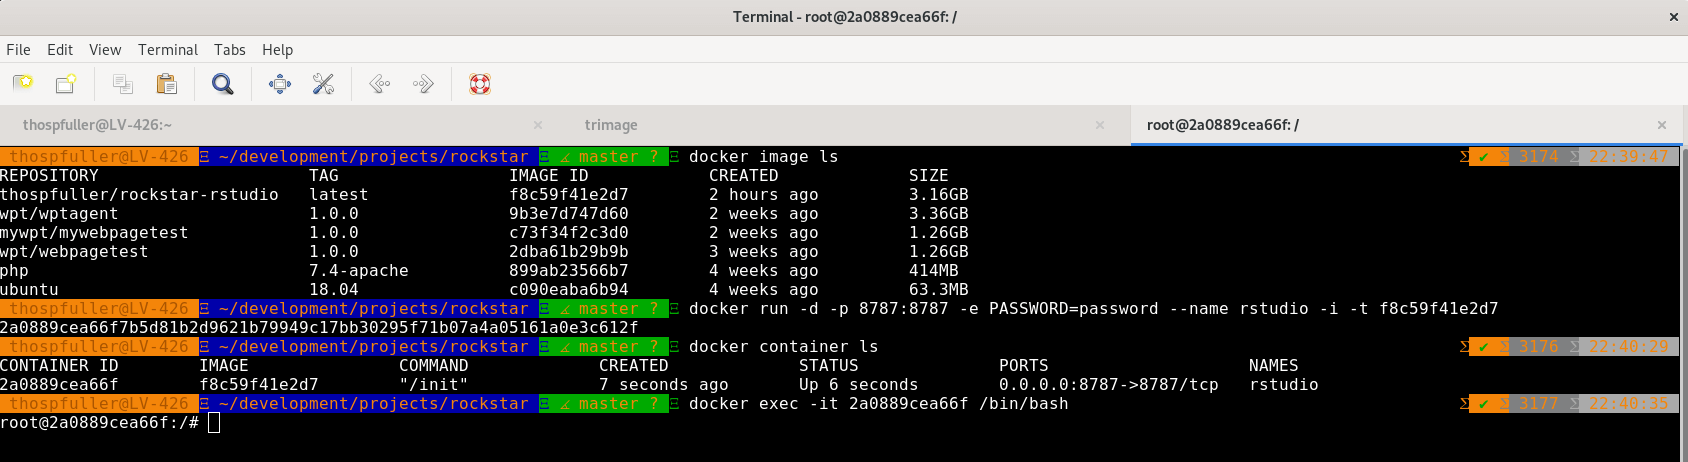 Terminal - root@2a0889cea66f: /
File Edit View Terminal Tabs Help
thospfuller@LV-426:~ trimage root@2a0889cea66f: /
thospfuller@LV-426 Ξ ~/development/projects/rockstar Ξ ⦨ master ? Ξ docker image ls Σ ✔ Σ 3174 Σ 22:39:47
REPOSITORY TAG IMAGE ID CREATED SIZE
thospfuller/rockstar-rstudio latest f8c59f41e2d7 2 hours ago 3.16GB
wpt/wptagent 1.0.0 9b3e7d747d60 2 weeks ago 3.36GB
mywpt/mywebpagetest 1.0.0 c73f34f2c3d0 2 weeks ago 1.26GB
wpt/webpagetest 1.0.0 2dba61b29b9b 3 weeks ago 1.26GB
php 7.4-apache 899ab23566b7 4 weeks ago 414MB
ubuntu 18.04 c090eaba6b94 4 weeks ago 63.3MB
thospfuller@LV-426 Ξ ~/development/projects/rockstar Ξ ⦨ master ? Ξ docker run -d -p 8787:8787 -e PASSWORD=password --name rstudio -i -t f8c59f41e2d7
2a0889cea66f7b5d81b2d9621b79949c17bb30295f71b07a4a05161a0e3c612f
thospfuller@LV-426 Ξ ~/development/projects/rockstar Ξ ⦨ master ? Ξ docker container ls Σ ✔ Σ 3176 Σ 22:40:29
CONTAINER ID IMAGE COMMAND CREATED STATUS PORTS NAMES
2a0889cea66f f8c59f41e2d7 "/init" 7 seconds ago Up 6 seconds 0.0.0.0:8787->8787/tcp rstudio
thospfuller@LV-426 Ξ ~/development/projects/rockstar Ξ ⦨ master ? Ξ docker exec -it 2a0889cea66f /bin/bash Σ ✔ Σ 3177 Σ 22:40:35
root@2a0889cea66f:/#